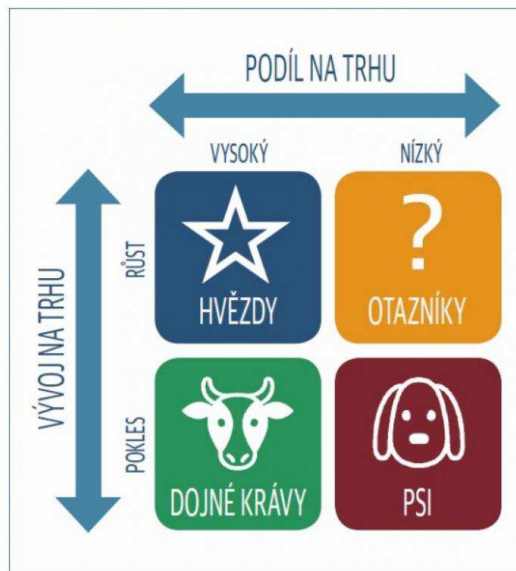 PODÍL NA TRHU
VYSOKÝ
NÍZKÝ
VÝVOJ NA TRHU
RŮST
POKLES
?
HVĚZDY
OTAZNÍKY
DOJNÉ KRÁVY
PSI